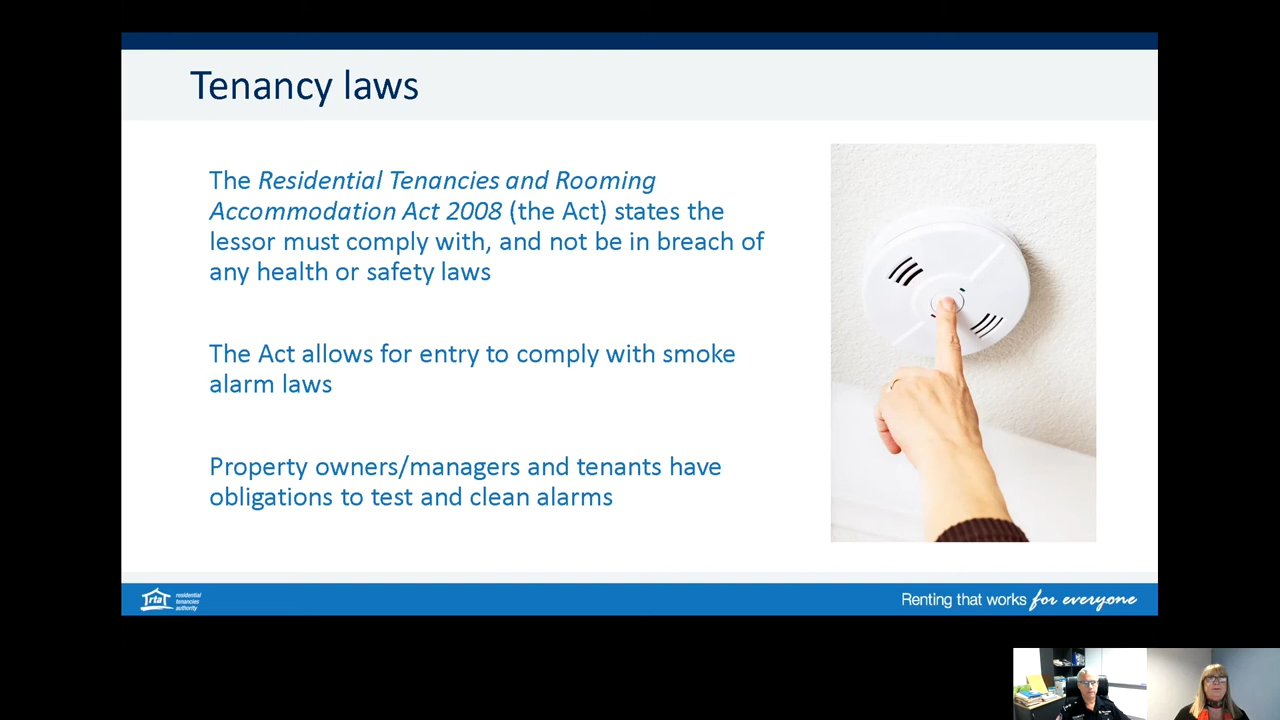 Tenancy laws
The Residential Tenancies and Rooming
Accommodation Act 2008 (the Act) states the
lessor must comply with, and not be in breach of
any health or safety laws
The Act allows for entry to comply with smoke
alarm laws
Property owners/managers and tenants have
obligations to test and clean alarms
rta
residential
tenancies
authority
Renting that works for everyone